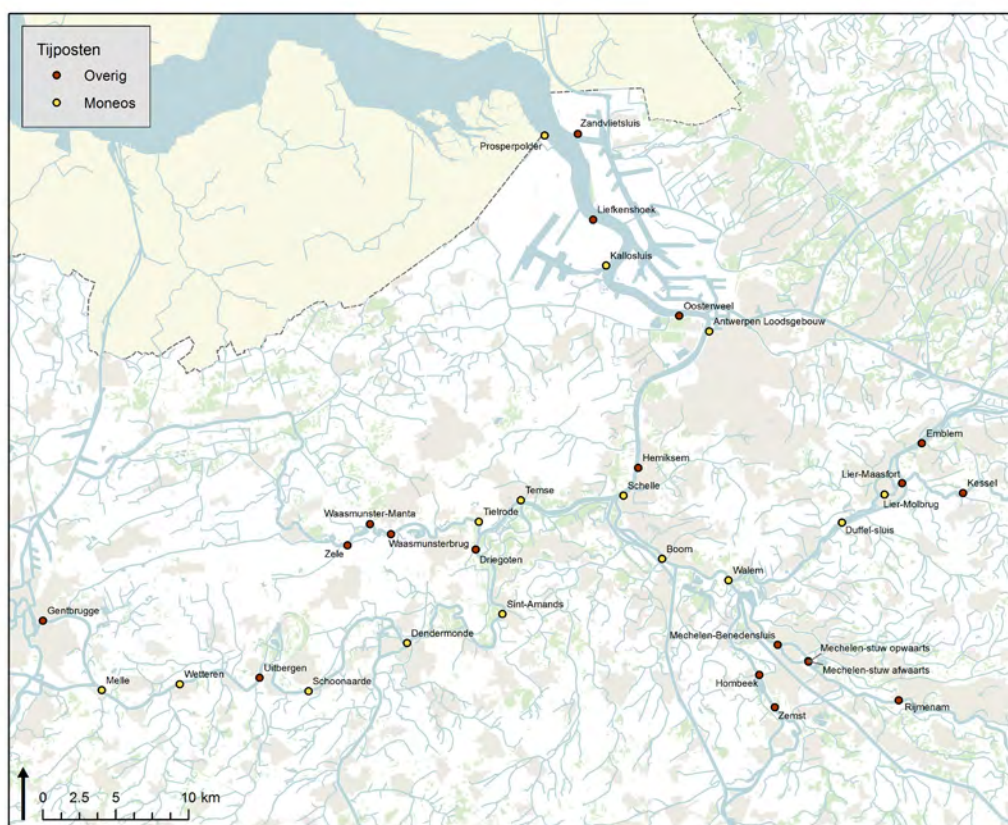 Tijposten
Overig
Moneos
Zandvlietsluis
Prosperpolder
Liefkenshoek
Kallosluis
Oosterweel
Antwerpen Loodsgebouw
Emblem
Hemiksem
Lier-Maasfort
Kessel
Temse
Schelle
Lier-Molbrug
Waasmunster-Manta
Tielrode
Duffel-sluis
Waasmunsterbrug
Zele
Driegoten
Boom
Walem
Gentbrugge
Sint-Amands
Dendermonde
Mechelen-Benedensluis
Mechelen-stuw opwaarts
Uitbergen
Mechelen-stuw afwaarts
Melle
Wetteren
Schoonaarde
Hombeek
Rijmenam
Zemst
0 2.5 5 10 km